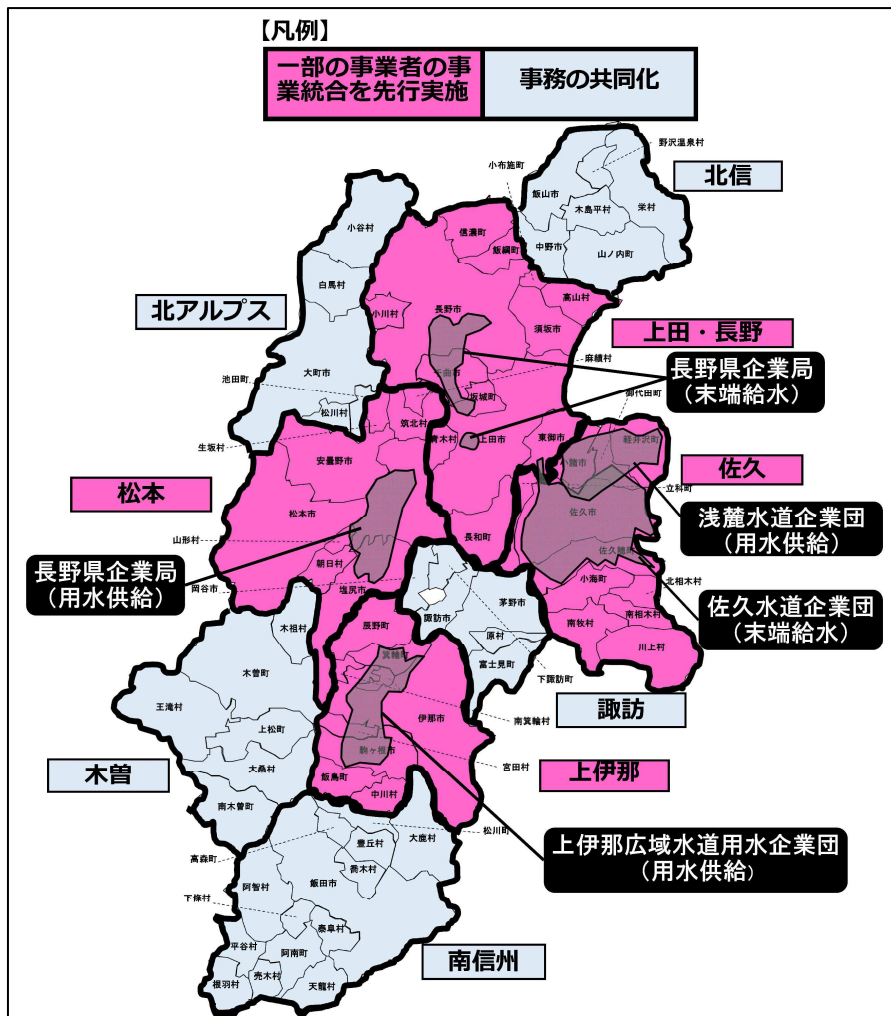 【凡例】
一部の事業者の事
業統合を先行実施
事務の共同化
野沢温泉村
小布施町
飯山市
北信
木島平村
栄村
中野市
山ノ内町
小谷村
信濃町
飯綱町
白馬村
高山村
北アルプス
長野市
小川村
須坂市
上田・長野
麻績村
千曲市
長野県企業局
(末端給水)
大町市
池田町
坂城町
御代田町
松川村
筑北村
生坂村
青木村
上田市
東御市
軽井沢町
小諸市
安曇野市
佐久
松本
立科町
松本市
佐久市
浅麓水道企業団
(用水供給)
山形村
長和町
朝日村
佐久穂町
長野県企業局
(用水供給)
岡谷市
塩尻市
小海町
北相木村
茅野市
佐久水道企業団
(末端給水)
諏訪市
南牧村
南相木村
辰野町
原村
川上村
木祖村
富士見町
箕輪町
下諏訪町
木曽町
王滝村
諏訪
南箕輪村
伊那市
上松町
駒ヶ根市
宮田村
木曽
大桑村
上伊那
飯島町
中川村
南木曽町
松川町
大鹿村
豊丘村
上伊那広域水道用水企業団
(用水供給)
高森町
喬木村
阿智村
飯田市
下條村
泰阜村
平谷村
阿南町
南信州
売木村
根羽村
天龍村